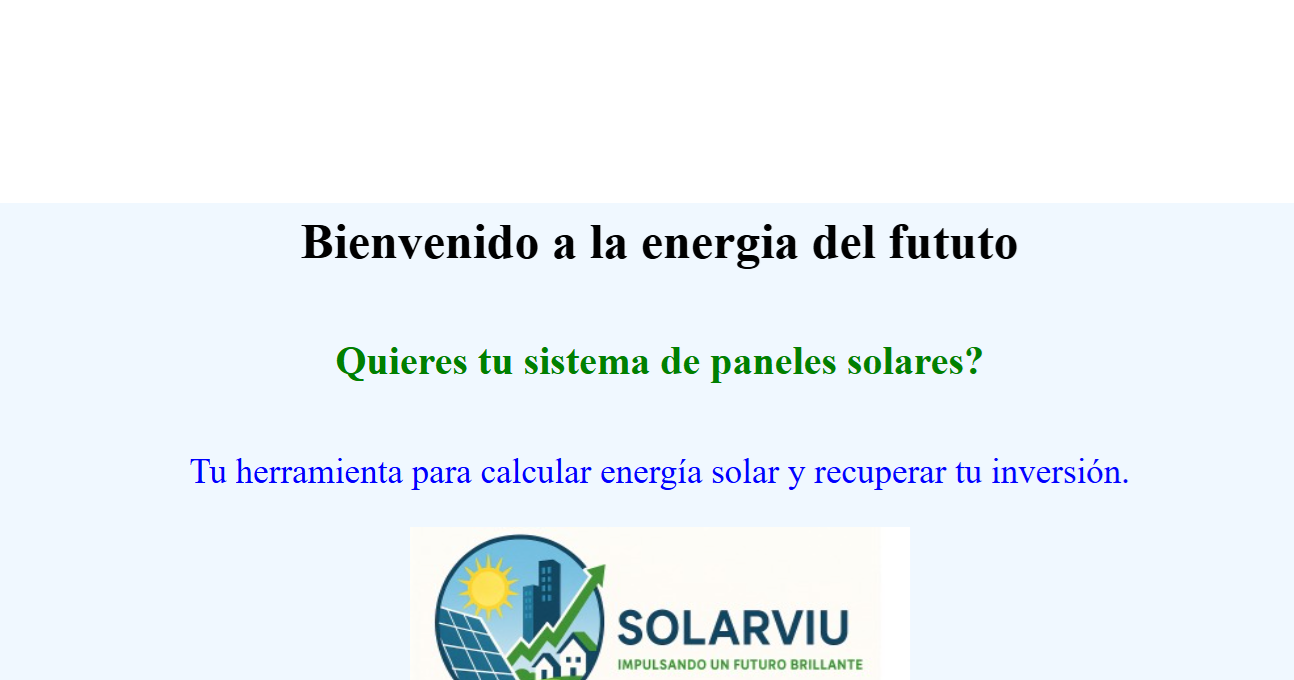 Bienvenido a la energia del fututo
Quieres tu sistema de paneles solares?
Tu herramienta para calcular energía solar y recuperar tu inversión.
SOLARVIU
IMPULSANDO UN FUTURO BRILLANTE